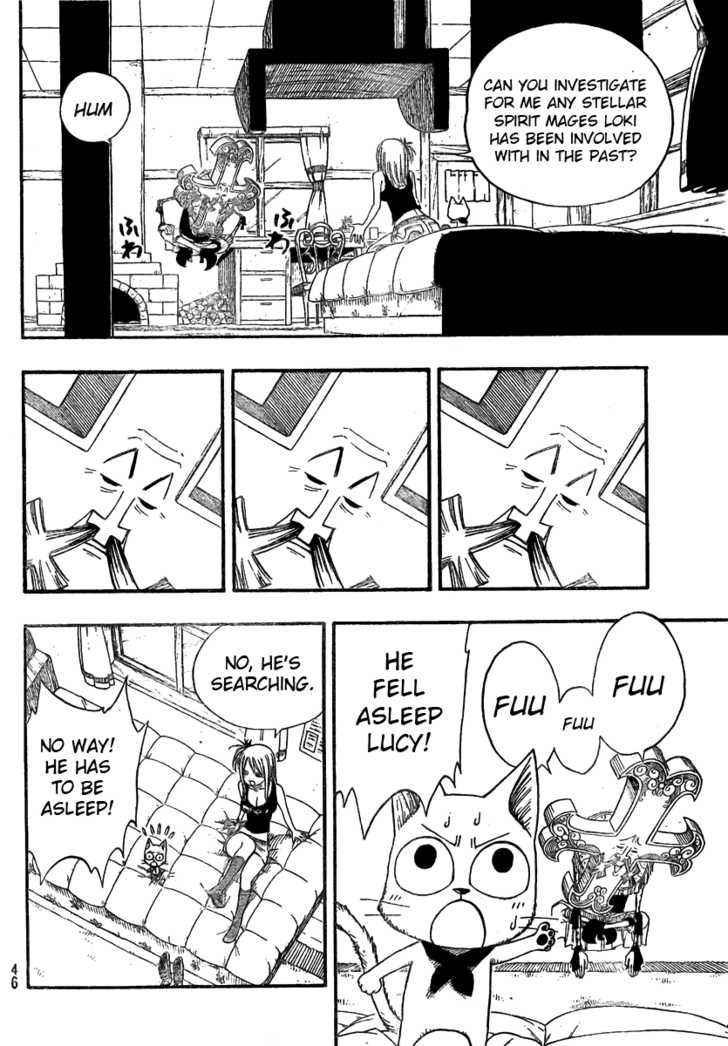 CAN YOU INVESTIGATE
FOR ME ANY STELLAR
SPIRIT MAGES LOKI
HAS BEEN INVOLVED
WITH IN THE PAST?
HUM
ふわ
ふわ
FUU
FUU
FUU
HE
FELL
ASLEEP
LUCY!
NO, HE'S
SEARCHING.
NO WAY!
HE HAS
TO BE
ASLEEP!
46